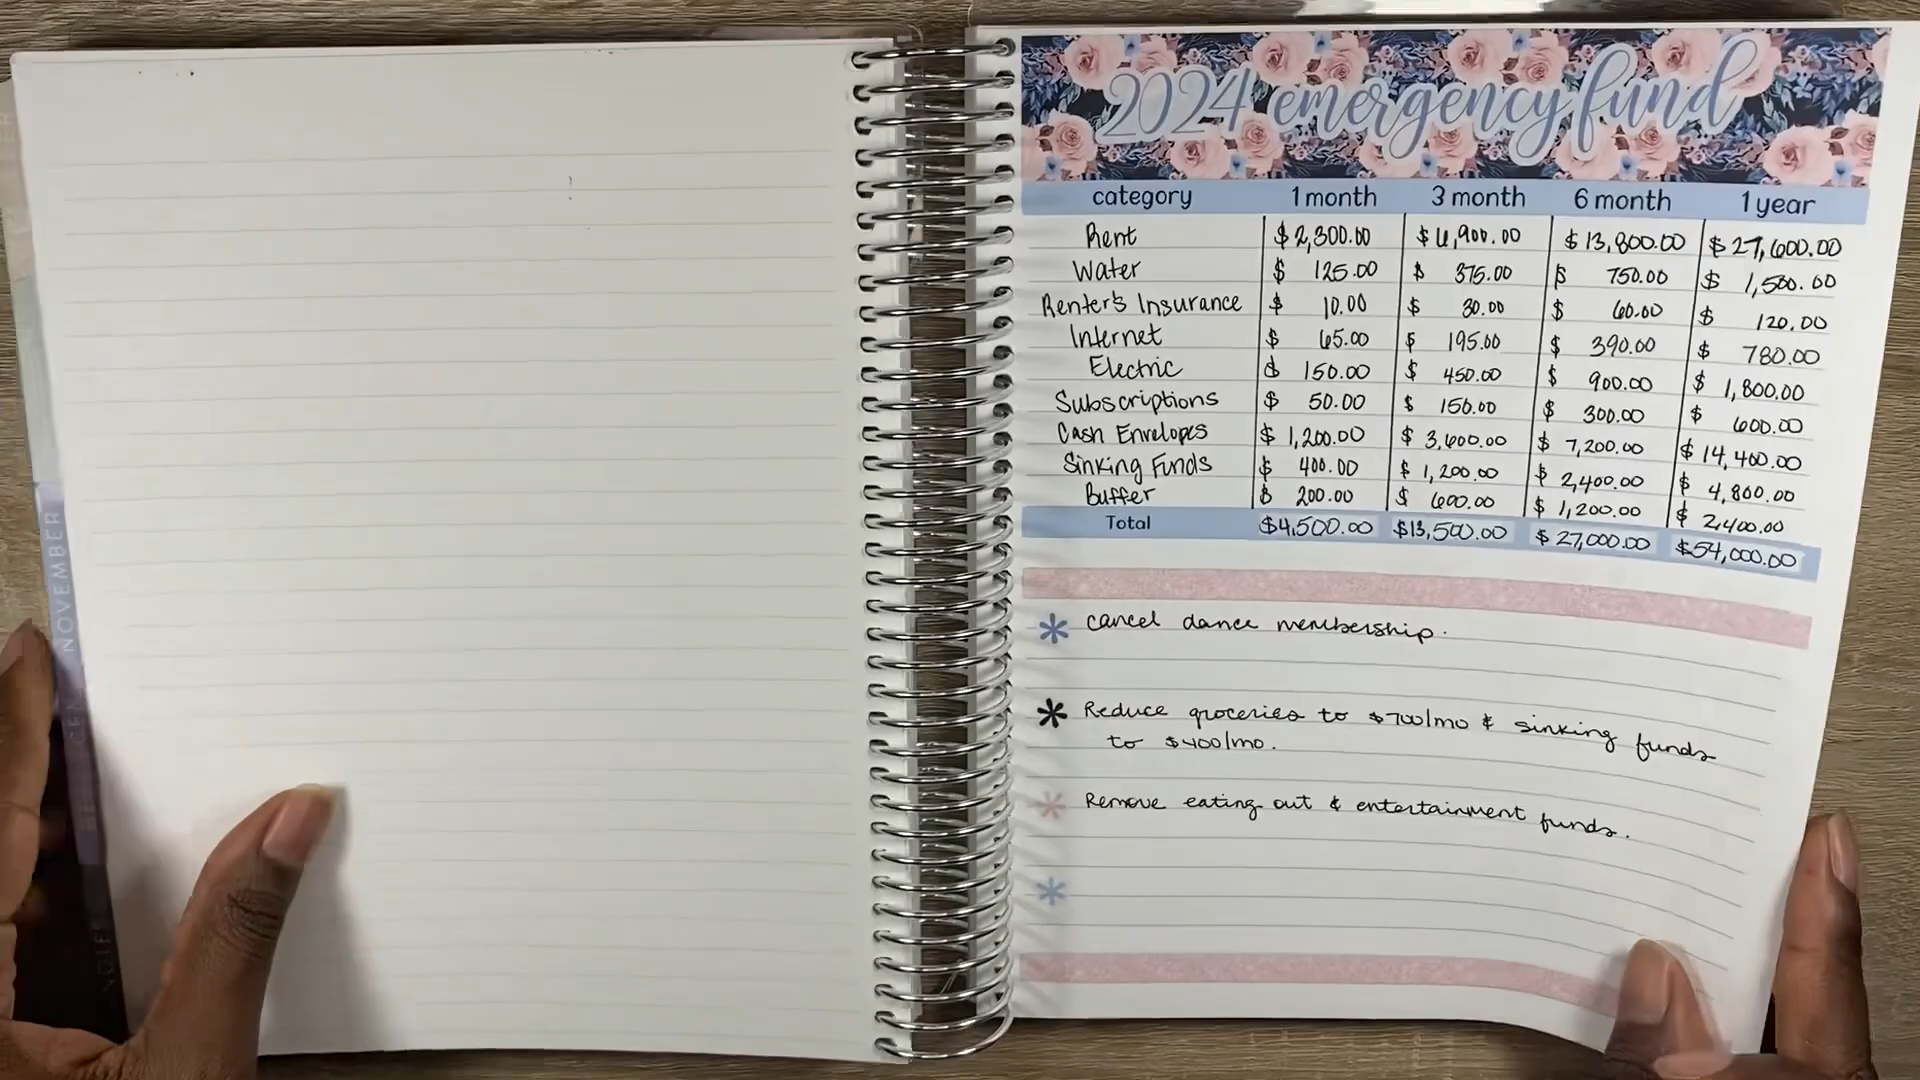 2024 emergency fund
category 1 month 3 month 6 month 1 year
Rent $2,300.00 $6,900.00 $13,800.00 $27,600.00
Water $ 125.00 $ 375.00 $ 750.00 $ 1,500.00
Renter's Insurance $ 10.00 $ 30.00 $ 60.00 $ 120.00
Internet $ 65.00 $ 195.00 $ 390.00 $ 780.00
Electric $ 150.00 $ 450.00 $ 900.00 $ 1,800.00
Subscriptions $ 50.00 $ 150.00 $ 300.00 $ 600.00
Cash Envelopes $ 1,200.00 $ 3,600.00 $ 7,200.00 $ 14,400.00
Sinking Funds $ 400.00 $ 1,200.00 $ 2,400.00 $ 4,800.00
Buffer $ 200.00 $ 600.00 $ 1,200.00 $ 2,400.00
Total $4,500.00 $13,500.00 $ 27,000.00 $54,000.00
* cancel dance membership.
* Reduce groceries to $700/mo & sinking funds
to $400/mo.
* Remove eating out & entertainment funds.
*
NOVEMBER